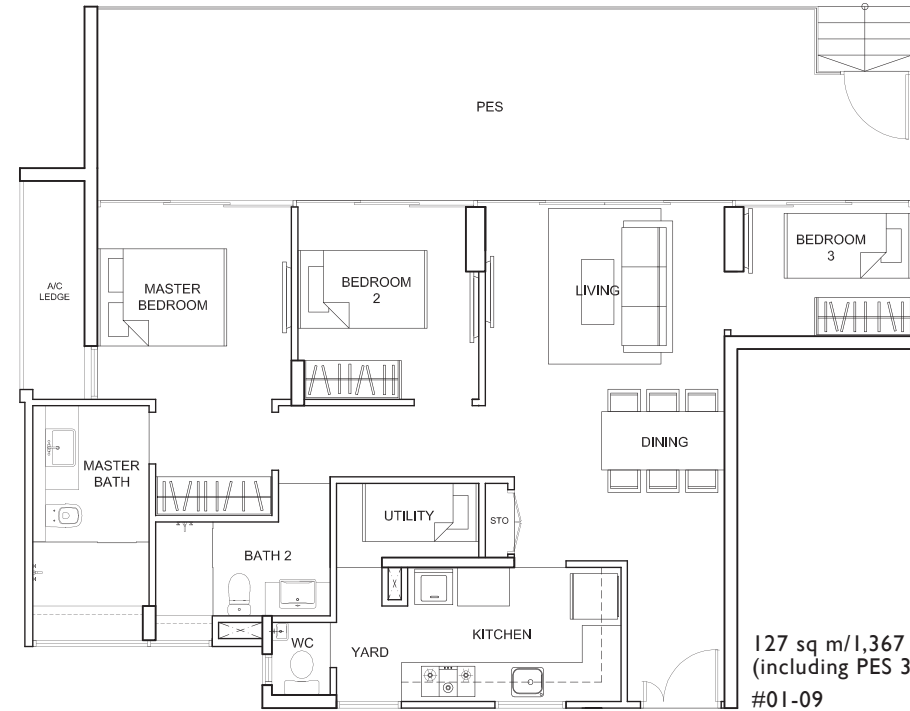 PES
A/C
LEDGE
MASTER
BEDROOM
BEDROOM
2
LIVING
BEDROOM
3
DINING
MASTER
BATH
UTILITY
STO
BATH 2
WC
YARD
KITCHEN
127 sq m/1,367
(including PES 3
#01-09